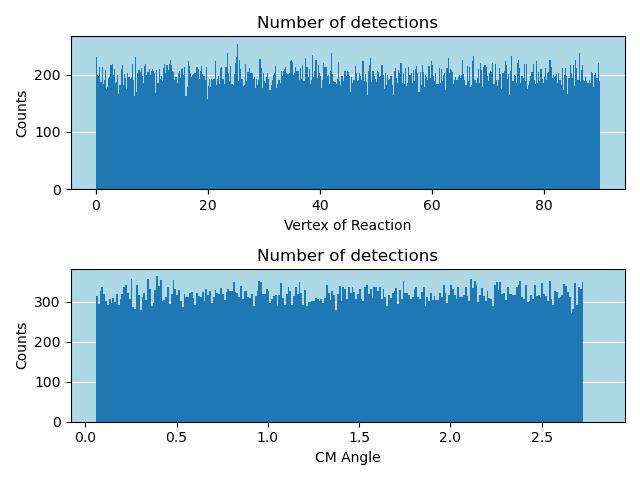 Number of detections
200
100
0
Counts
0 20 40 60 80
Vertex of Reaction
Number of detections
300
200
100
0
Counts
0.0 0.5 1.0 1.5 2.0 2.5
CM Angle